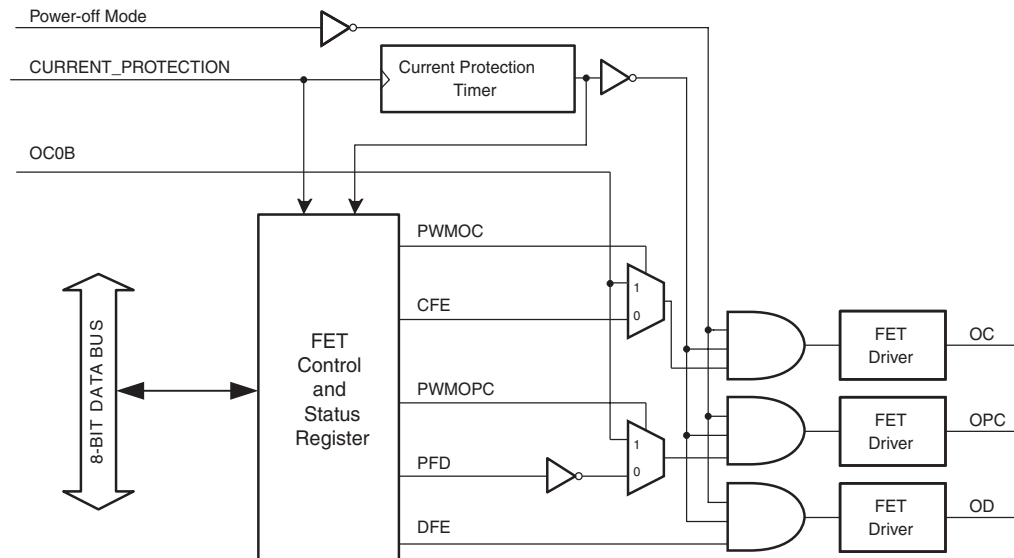 Power-off Mode
CURRENT_PROTECTION
Current Protection
Timer
OC0B
PWMOC
1
0
CFE
FET
Control
and
Status
Register
8-BIT DATA BUS
PWMOPC
1
0
PFD
DFE
FET
Driver
OC
FET
Driver
OPC
FET
Driver
OD